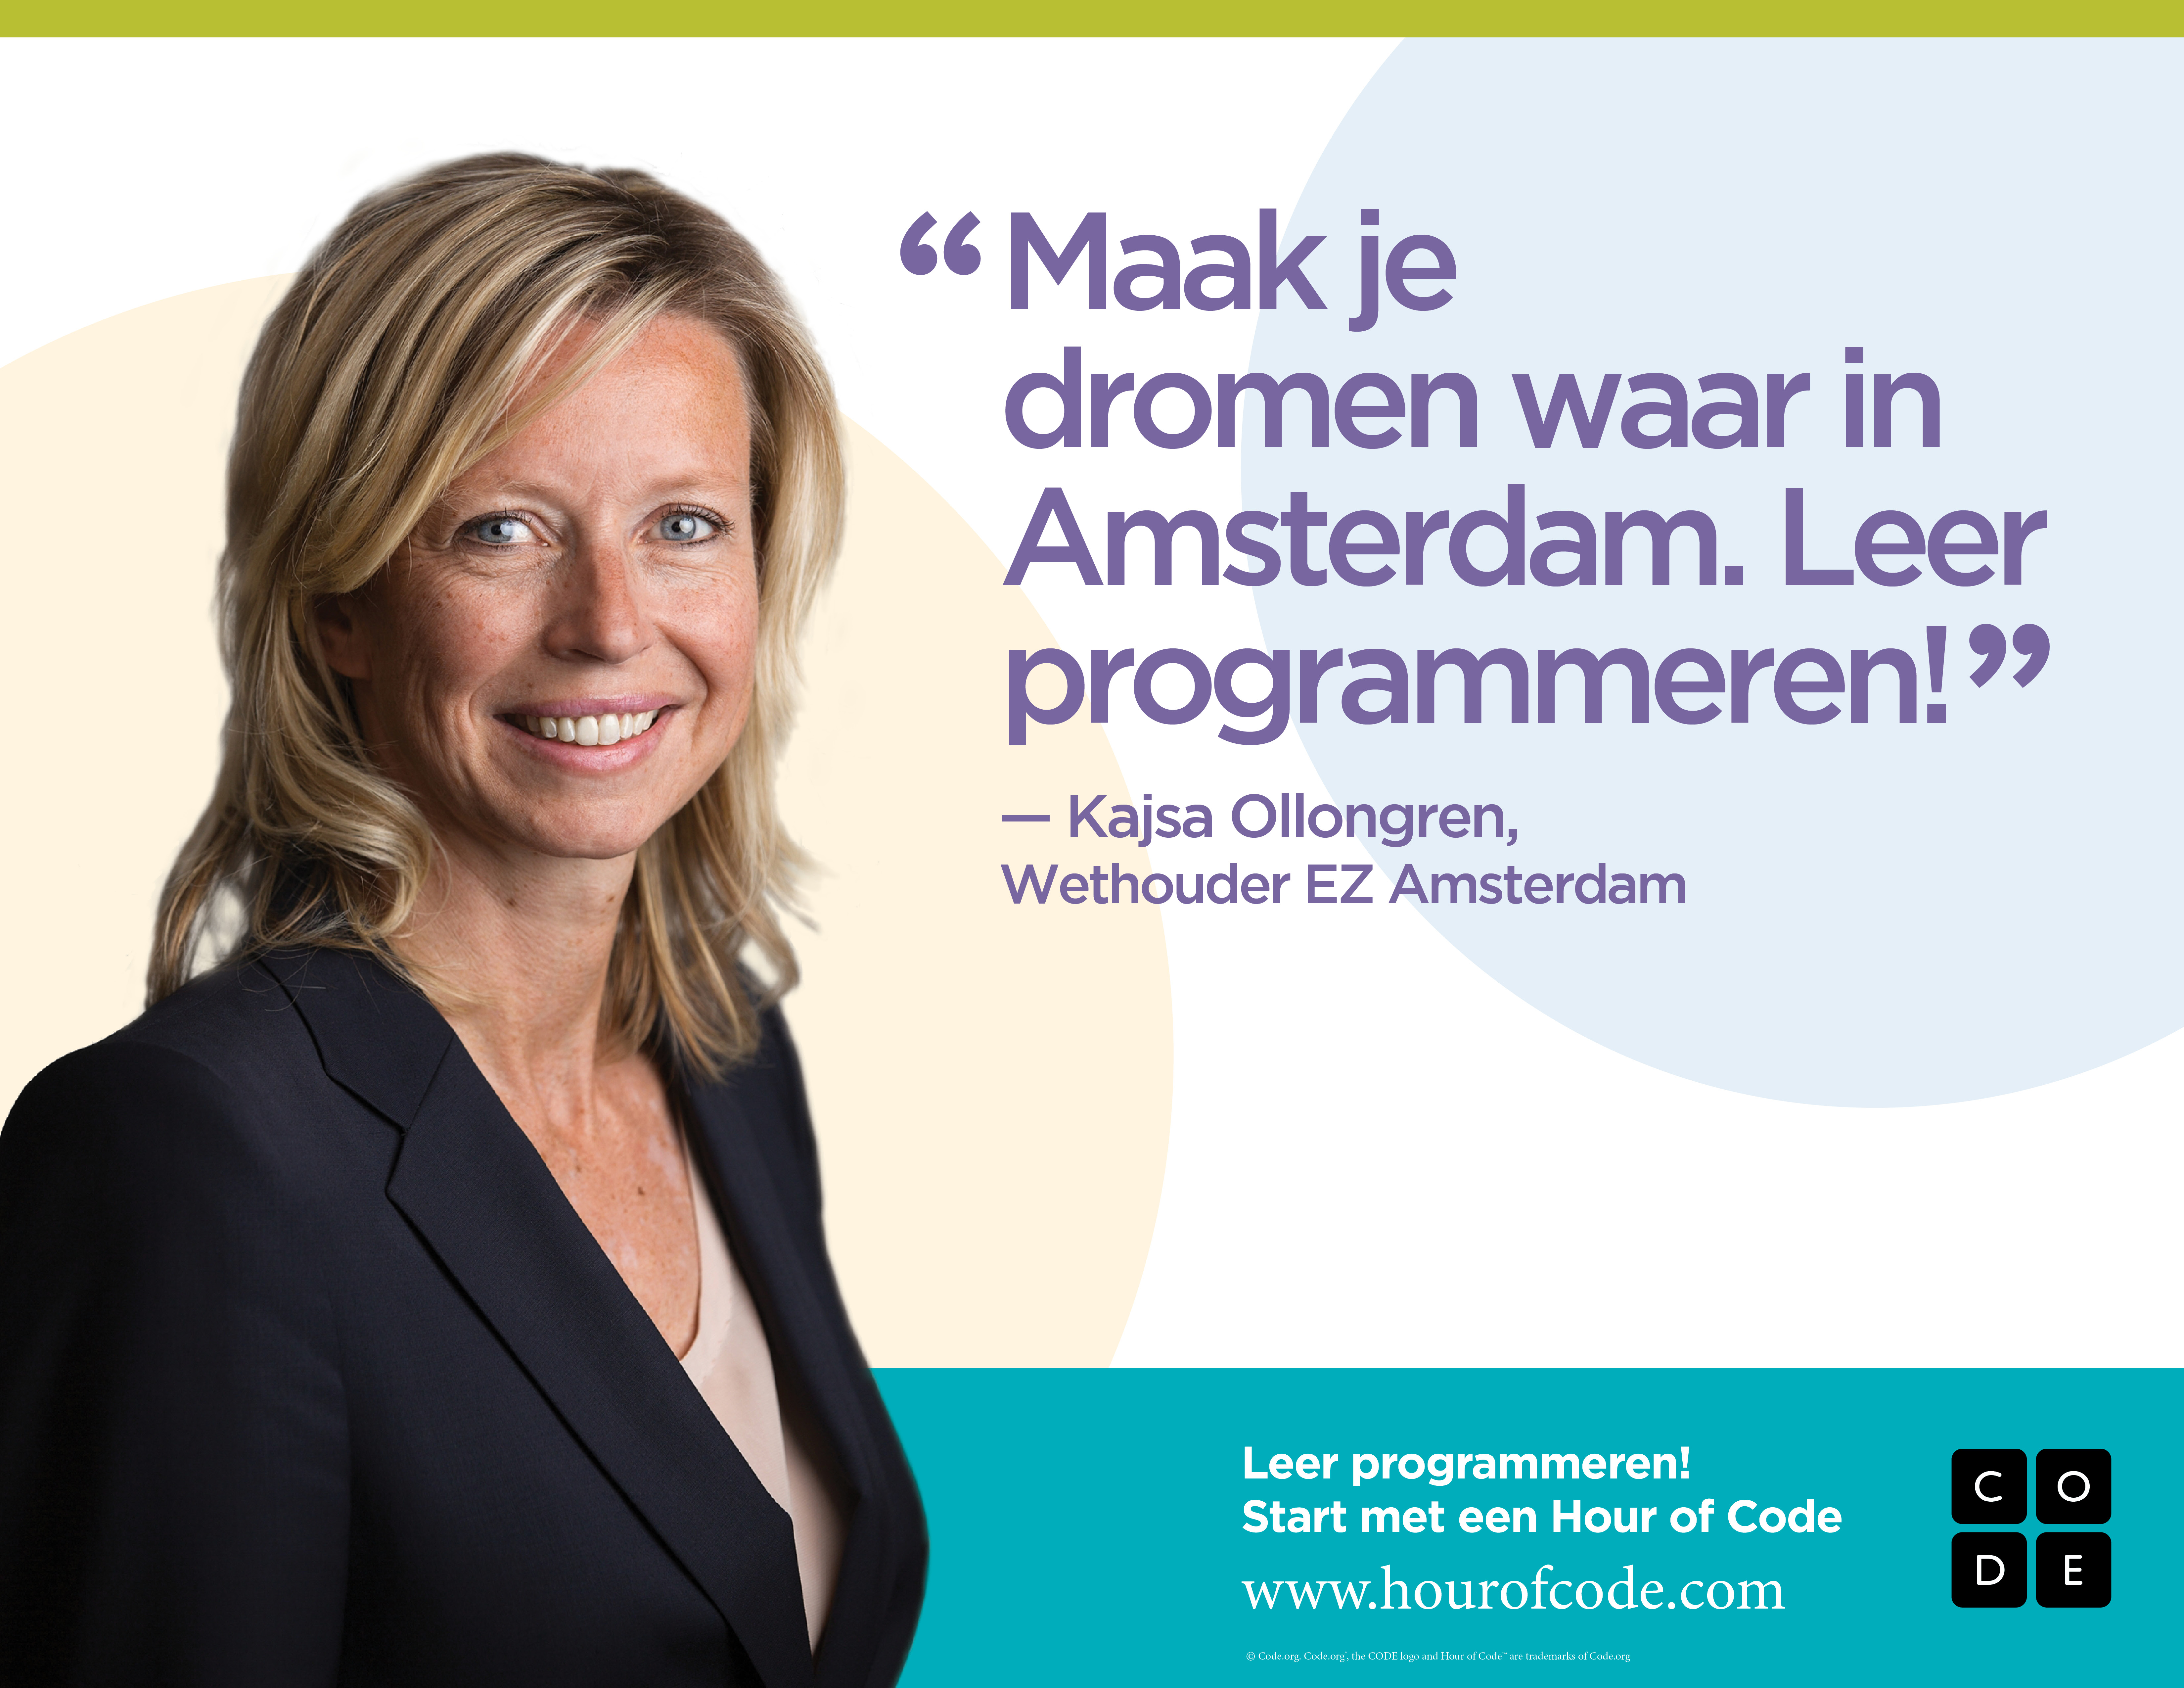 “Maak je
dromen waar in
Amsterdam. Leer
programmeren!”
— Kajsa Ollongren,
Wethouder EZ Amsterdam
Leer programmeren!
Start met een Hour of Code
www.hourofcode.com
C O
D E
© Code.org. Code.org®, the CODE logo and Hour of Code™ are trademarks of Code.org